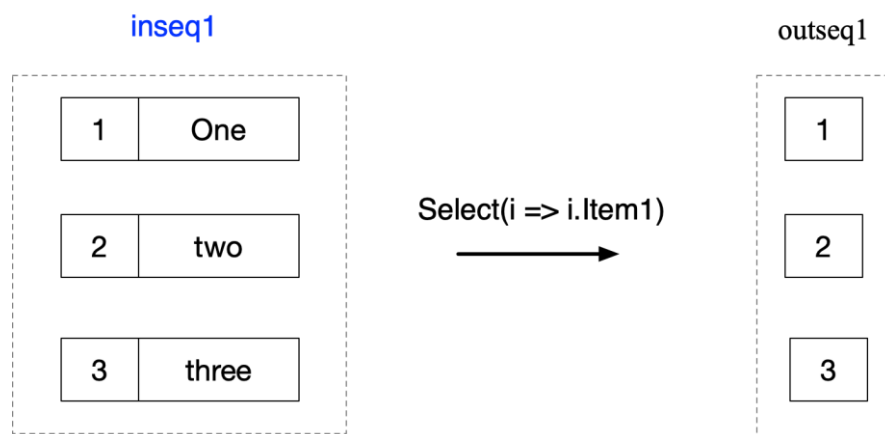 inseq1
outseq1
1 One
1
Select(i => i.Item1)
2 two
2
3 three
3